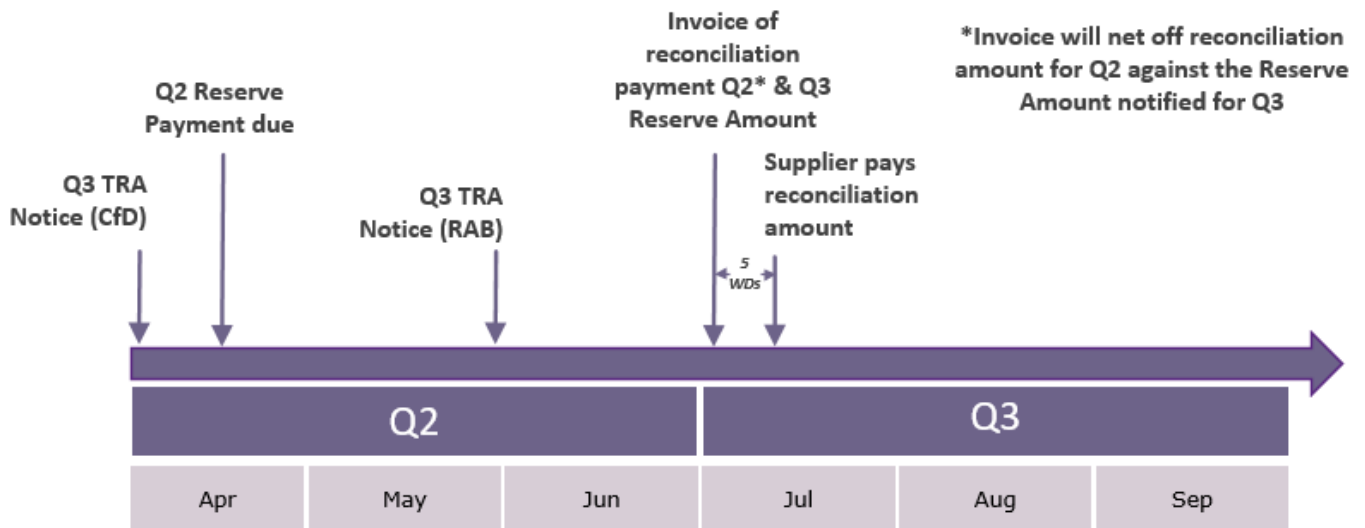 Invoice of
reconciliation
payment Q2* & Q3
Reserve Amount
*Invoice will net off reconciliation
amount for Q2 against the Reserve
Amount notified for Q3
Q2 Reserve
Payment due
Q3 TRA
Notice (CfD)
Q3 TRA
Notice (RAB)
Supplier pays
reconciliation
amount
5
WDs
Q2
Q3
Apr
May
Jun
Jul
Aug
Sep